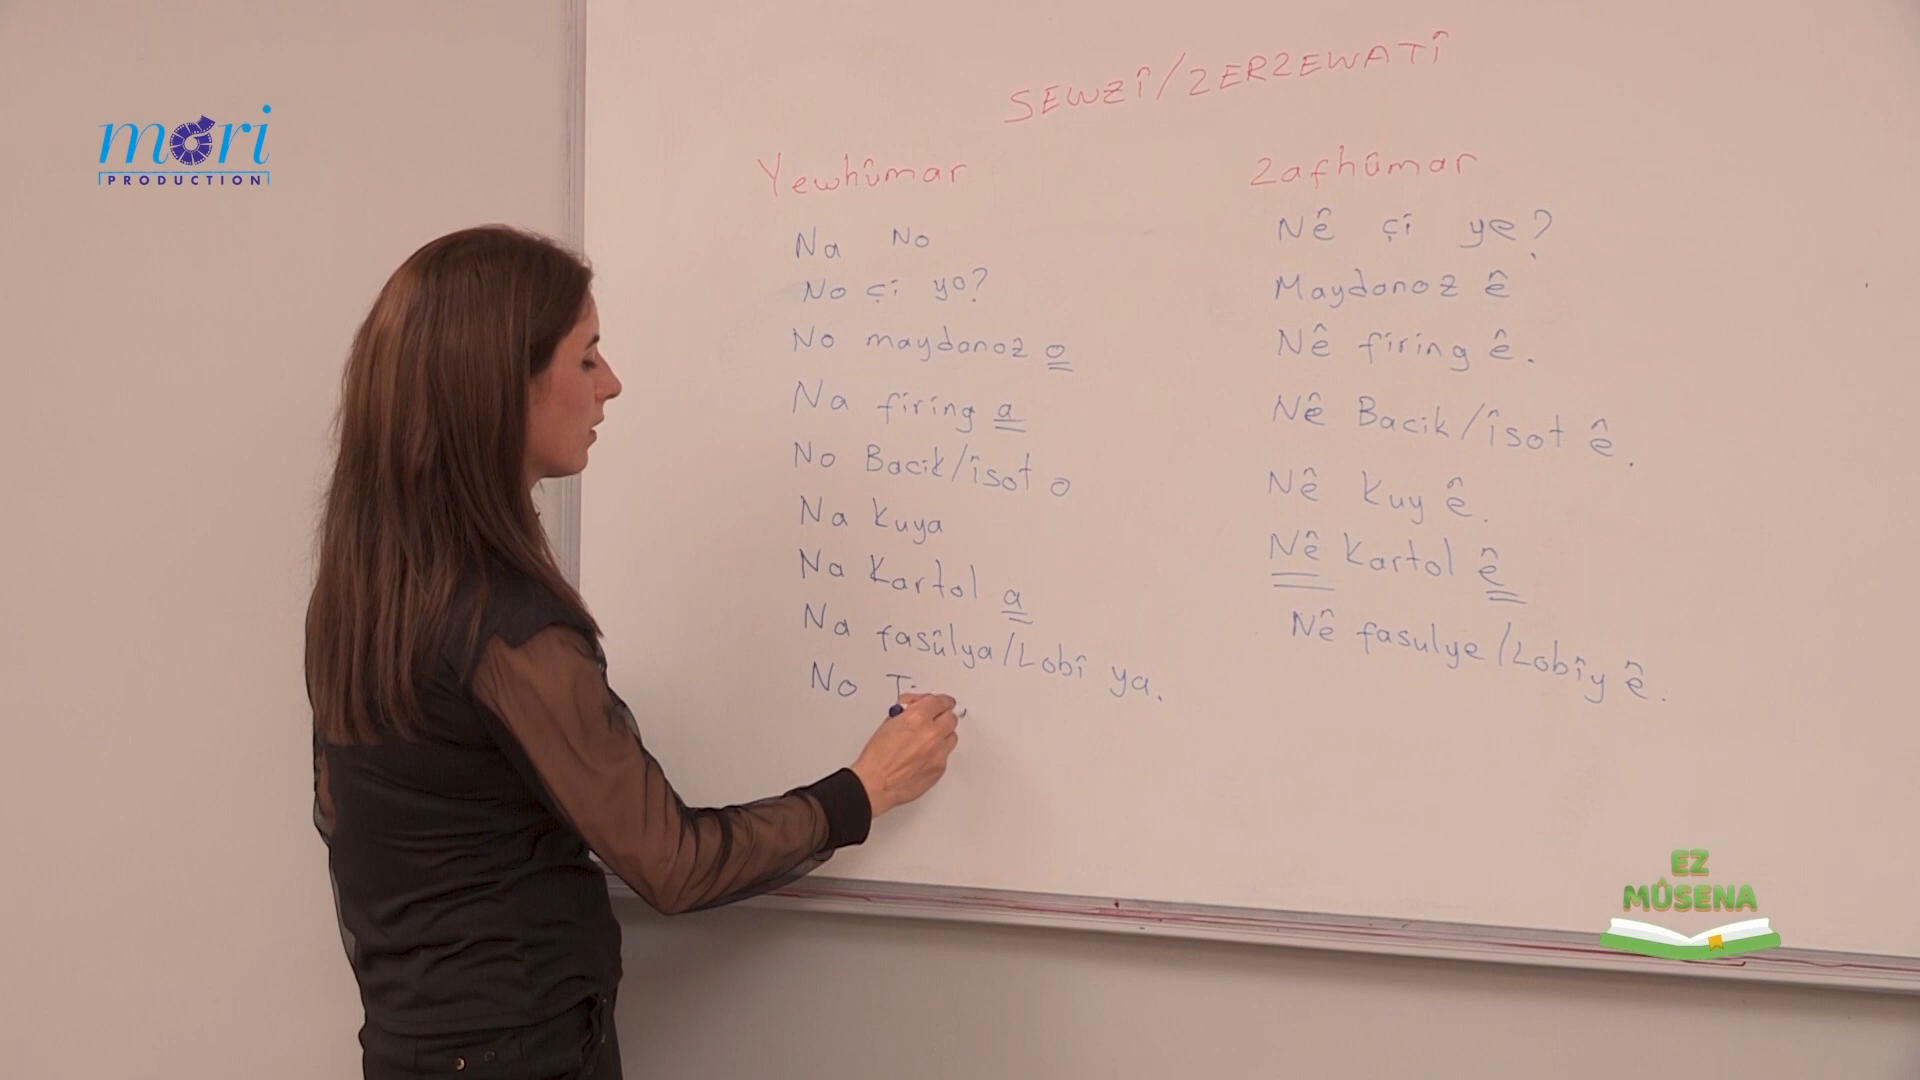 mori
PRODUCTION
SEWZÎ/ZERZEWATÎ
Yewhûmar
Na No
No çi yo?
No maydanoz o
Na firing a
No Bacik/îsot o
Na kuya
Na Kartol a
Na fasûlya/Lobî ya.
No
Zafhûmar
Nê çi ye?
Maydanoz ê
Nê firing ê.
Nê Bacik/îsot ê.
Nê kuy ê.
Nê kartol ê
Nê fasulye/Lobîy ê.
EZ
MÛSENA